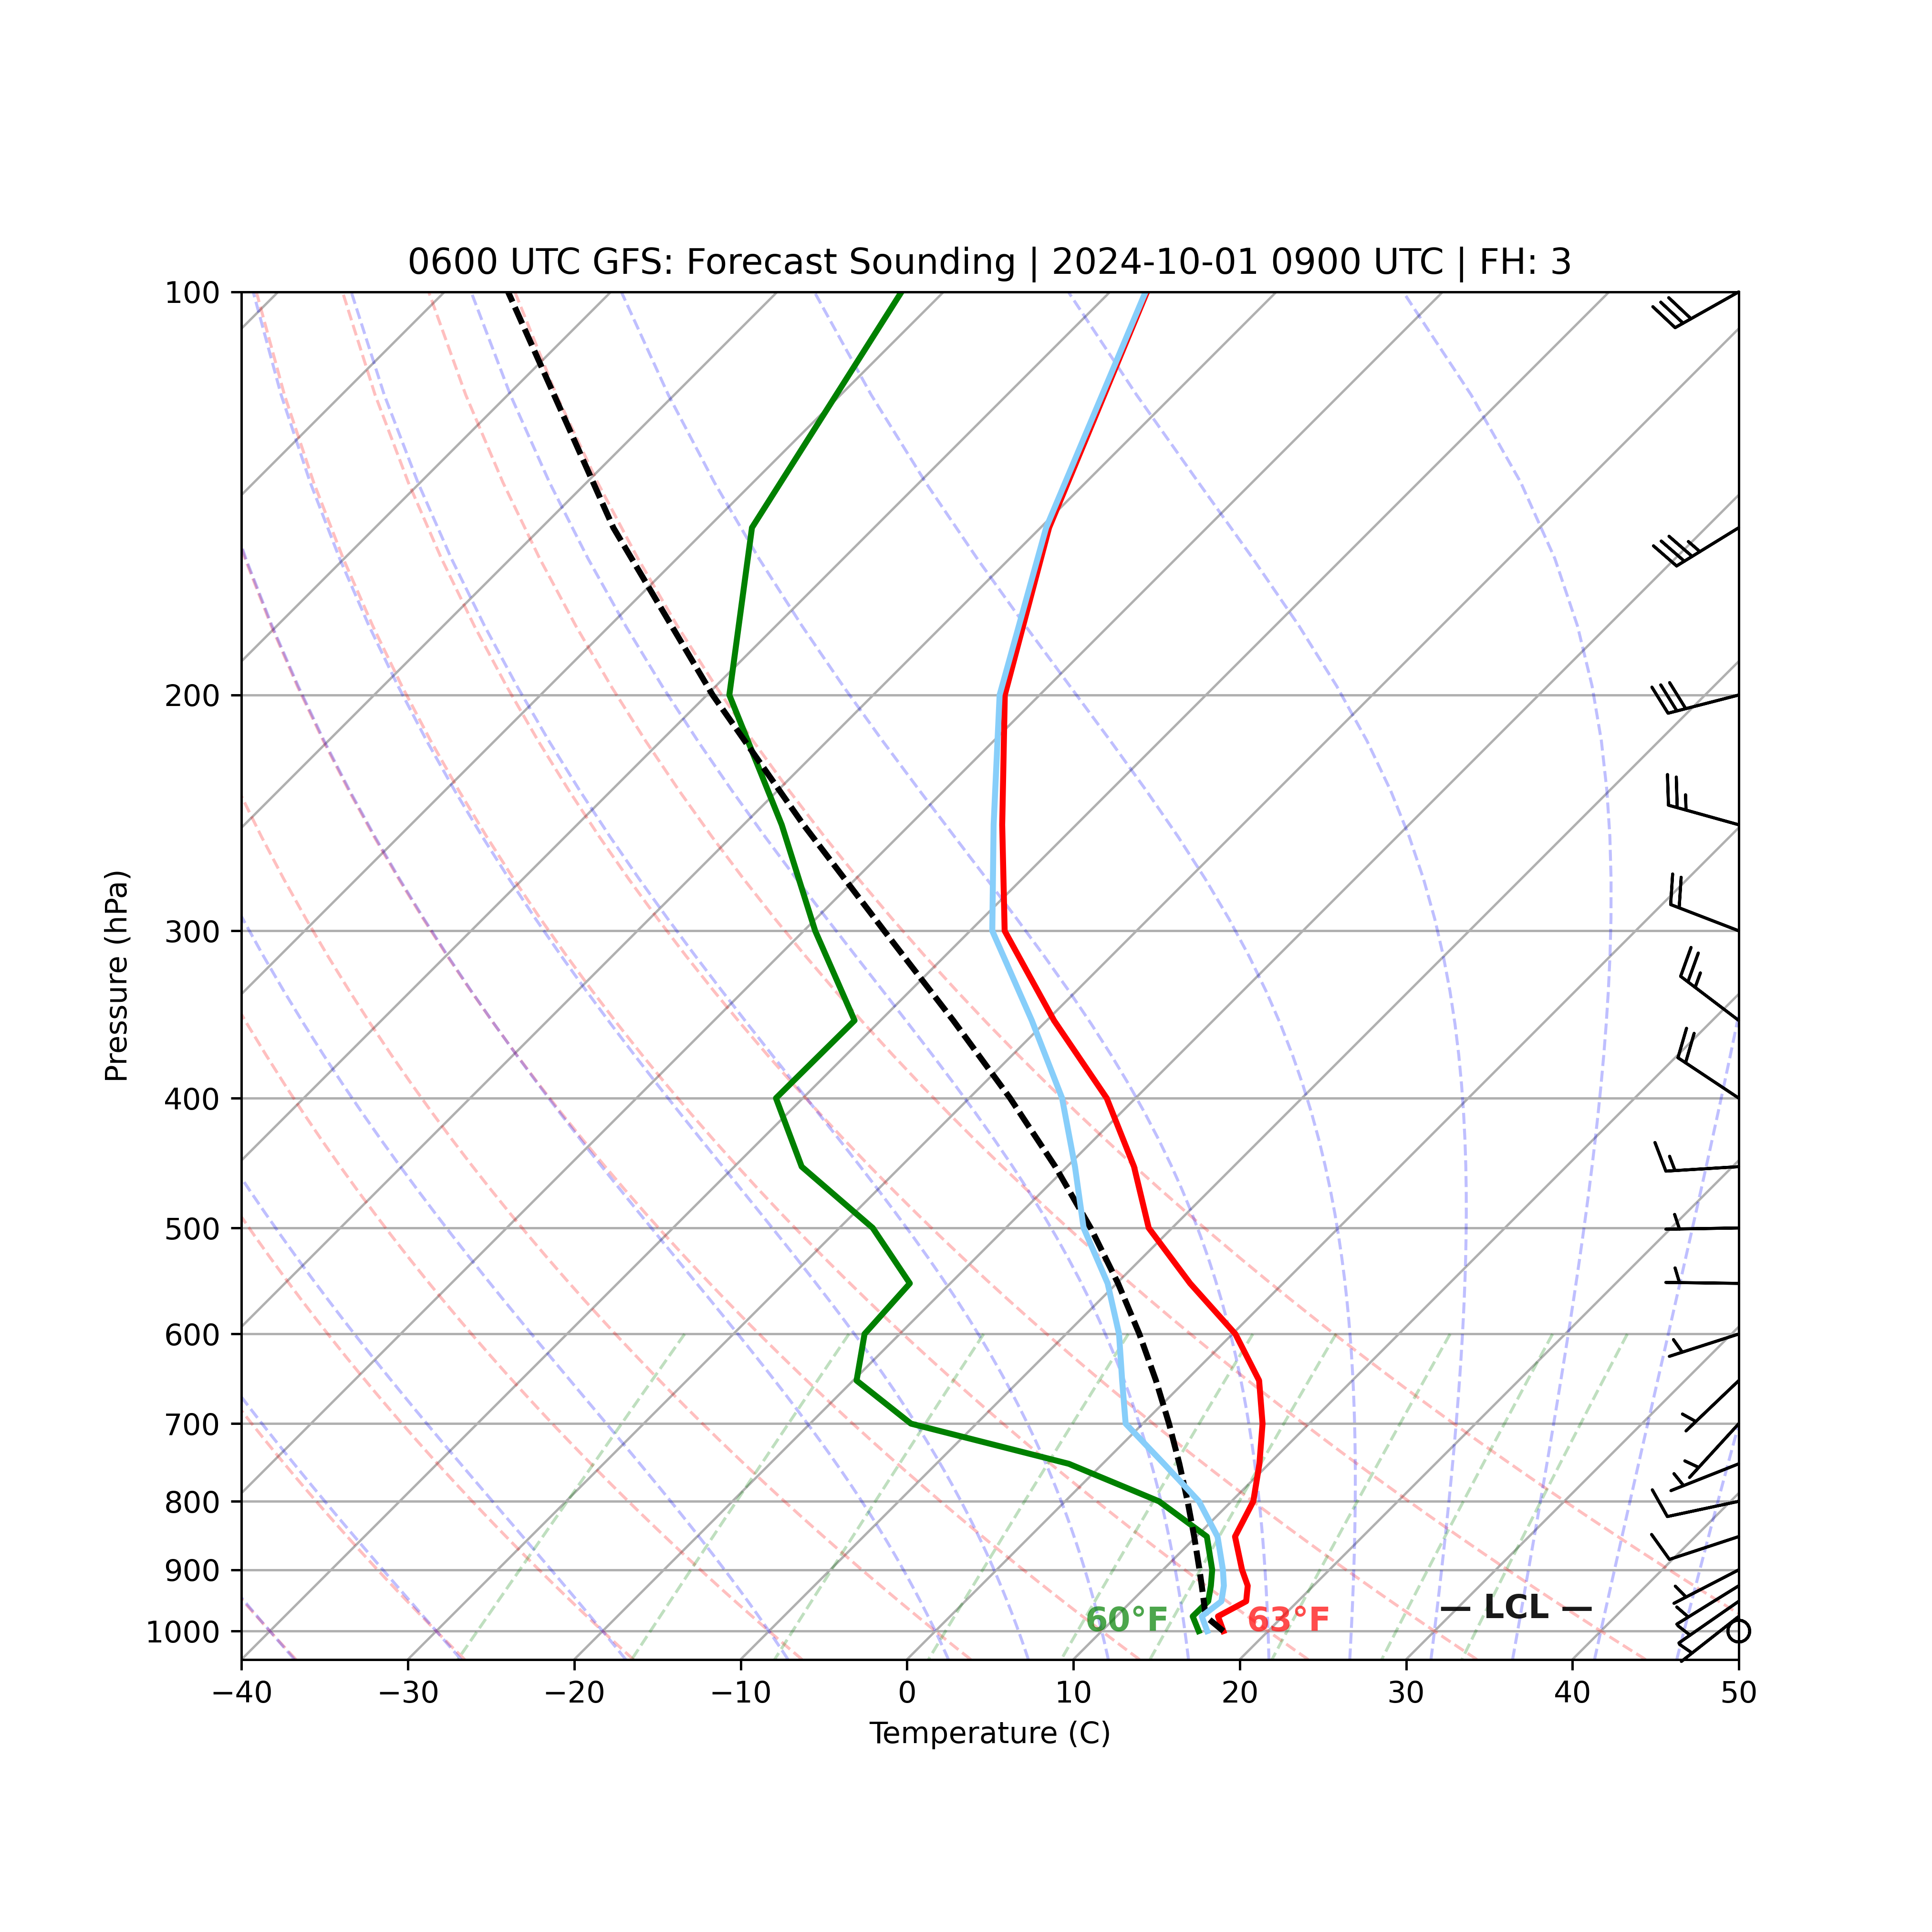 0600 UTC GFS: Forecast Sounding | 2024-10-01 0900 UTC | FH: 3
100
200
300
400
500
600
700
800
900
1000
Pressure (hPa)
60°F
63°F
— LCL —
−40 −30 −20 −10 0 10 20 30 40 50
Temperature (C)